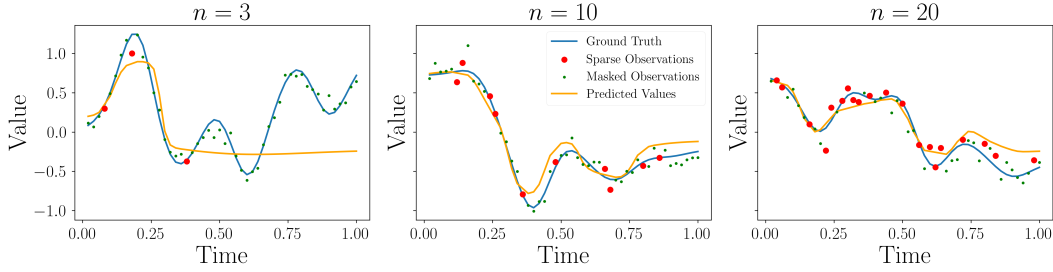 n = 3
n = 10
n = 20
Value
1.0
0.5
0.0
−0.5
−1.0
0.00
0.25
0.50
0.75
1.00
Time
Value
Ground Truth
Sparse Observations
Masked Observations
Predicted Values
0.00
0.25
0.50
0.75
1.00
Time
Value
0.00
0.25
0.50
0.75
1.00
Time